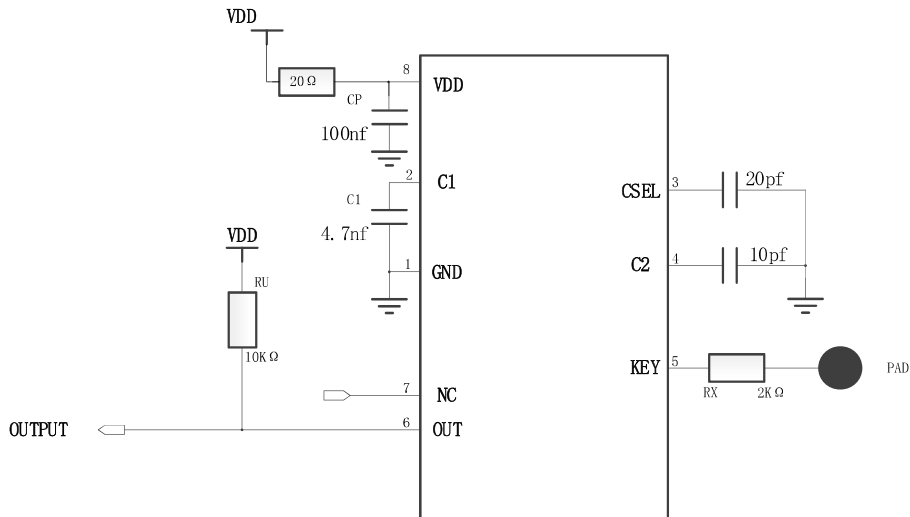 VDD
20Ω
8
VDD
CP
100nf
2
C1
C1
4.7nf
CSEL
3
20pf
VDD
1
GND
C2
4
10pf
RU
10KΩ
KEY
5
RX
2KΩ
PAD
7
NC
OUTPUT
6
OUT